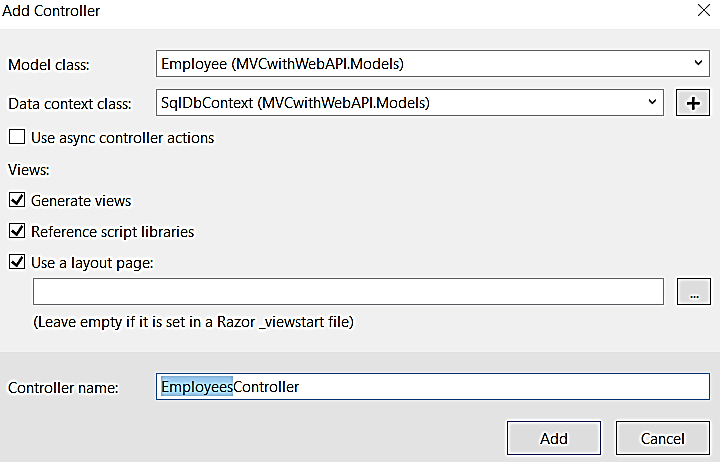 Add Controller
Model class: Employee (MVCwithWebAPI.Models)
Data context class: SqlDbContext (MVCwithWebAPI.Models) +
Use async controller actions
Views:
Generate views
Reference script libraries
Use a layout page:
...
(Leave empty if it is set in a Razor _viewstart file)
Controller name: EmployeesController
Add Cancel